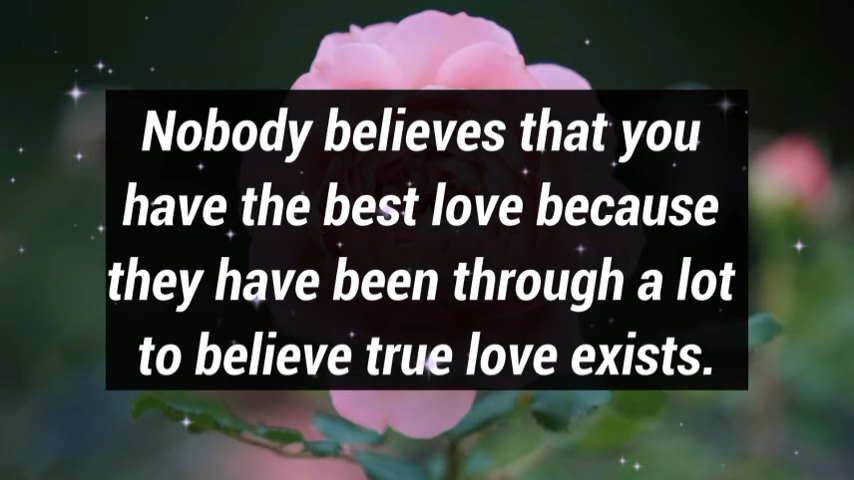 Nobody believes that you
have the best love because
they have been through a lot
to believe true love exists.